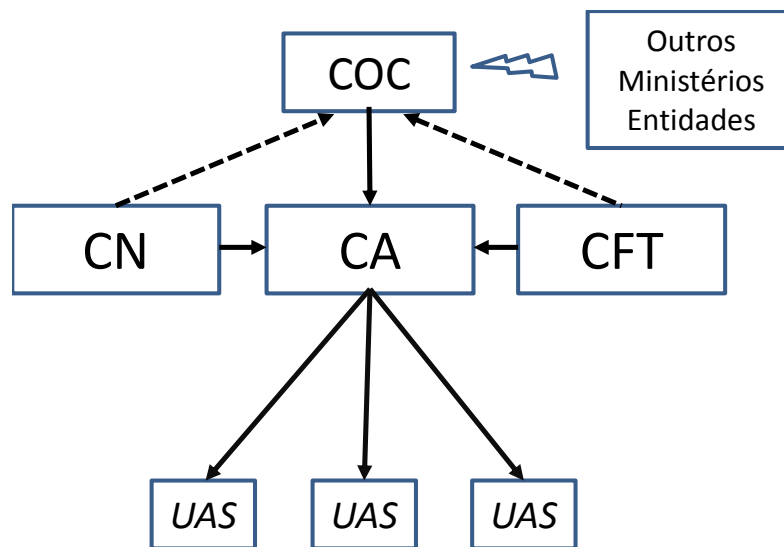 COC
Outros
Ministérios
Entidades
CN
CA
CFT
UAS
UAS
UAS